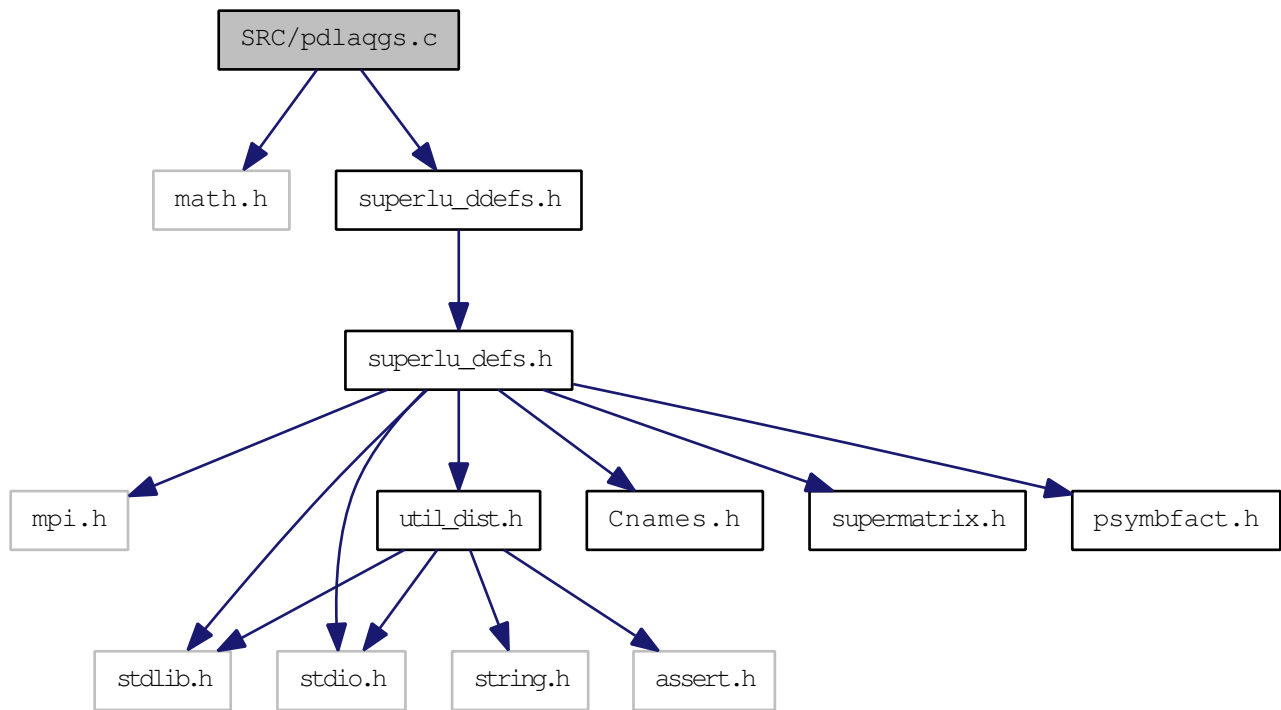 SRC/pdlaqgs.c
math.h
superlu_ddefs.h
superlu_defs.h
mpi.h
util_dist.h
Cnames.h
supermatrix.h
psymbfact.h
stdlib.h
stdio.h
string.h
assert.h